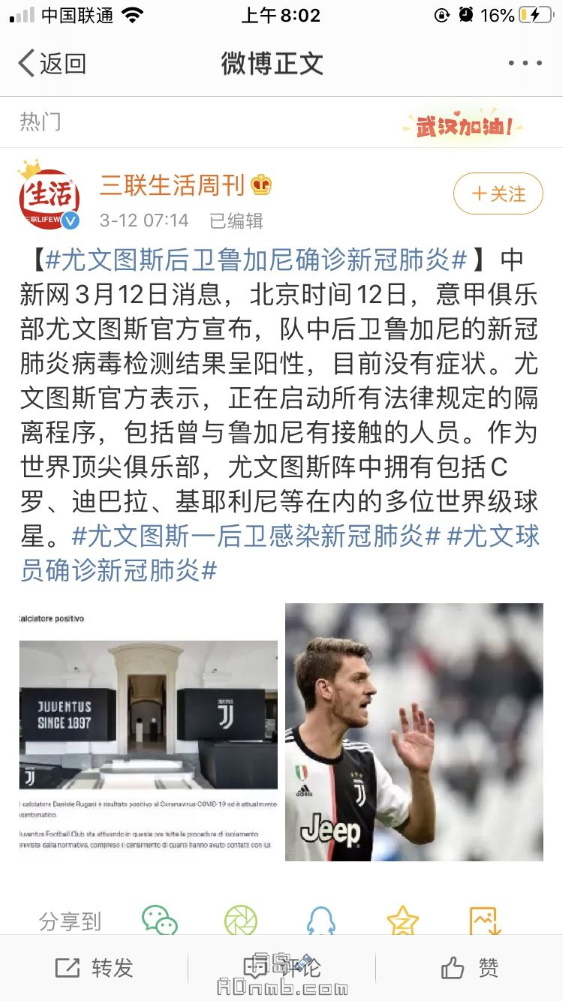 中国联通
上午8:02
16%
返回
微博正文
热门
武汉加油!
生活
三联生活周刊
3-12 07:14 已编辑
+关注
【#尤文图斯后卫鲁加尼确诊新冠肺炎#】中
新网3月12日消息，北京时间12日，意甲俱乐
部尤文图斯官方宣布，队中后卫鲁加尼的新冠
肺炎病毒检测结果呈阳性，目前没有症状。尤
文图斯官方表示，正在启动所有法律规定的隔
离程序，包括曾与鲁加尼有接触的人员。作为
世界顶尖俱乐部，尤文图斯阵中拥有包括C
罗、迪巴拉、基耶利尼等在内的多位世界级球
星。#尤文图斯一后卫感染新冠肺炎# #尤文球
员确诊新冠肺炎#
calciatore positivo
JUVENTUS
SINCE 1897
calciatore Daniele Rugani è risultato positivo al Coronavirus-COVID-19 ed è attualmente
asintomatico.
Juventus Football Club sta attivando in queste ore tutte le procedure di isolamento
previste dalla normativa, compreso il censimento di quanti hanno avuto contatti con lui
adidas
Jeep
分享到
转发
评论
赞
ADnmb.com